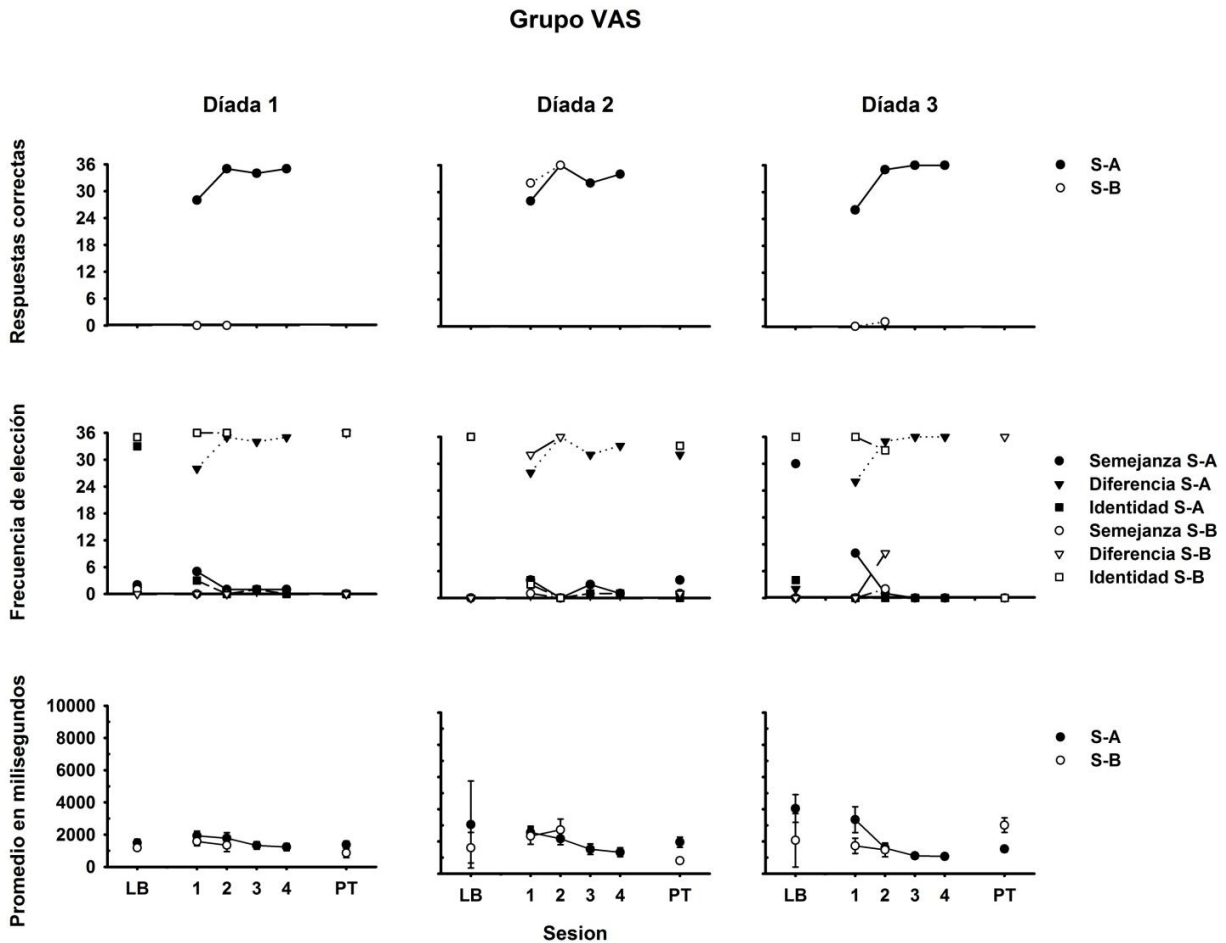 Grupo VAS
Díada 1
Díada 2
Díada 3
Respuestas correctas
36
30
24
18
12
6
0
S-A
S-B
Frecuencia de elección
36
30
24
18
12
6
0
Semejanza S-A
Diferencia S-A
Identidad S-A
Semejanza S-B
Diferencia S-B
Identidad S-B
Promedio en milisegundos
10000
8000
6000
4000
2000
0
S-A
S-B
LB 1 2 3 4 PT
LB 1 2 3 4 PT
LB 1 2 3 4 PT
Sesion